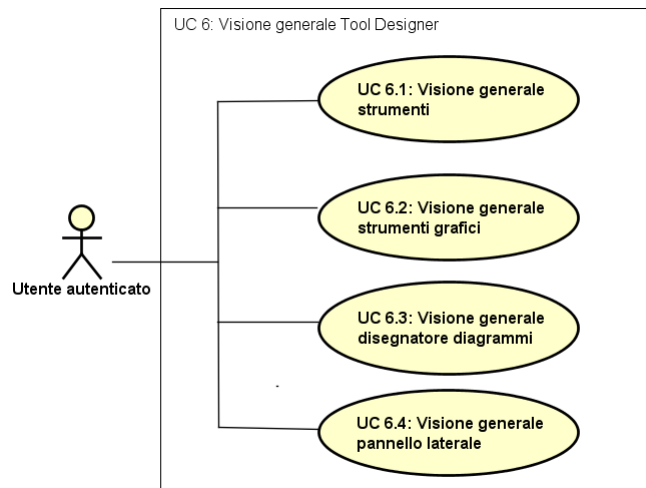 UC 6: Visione generale Tool Designer
UC 6.1: Visione generale
strumenti
UC 6.2: Visione generale
strumenti grafici
Utente autenticato
UC 6.3: Visione generale
disegnatore diagrammi
UC 6.4: Visione generale
pannello laterale